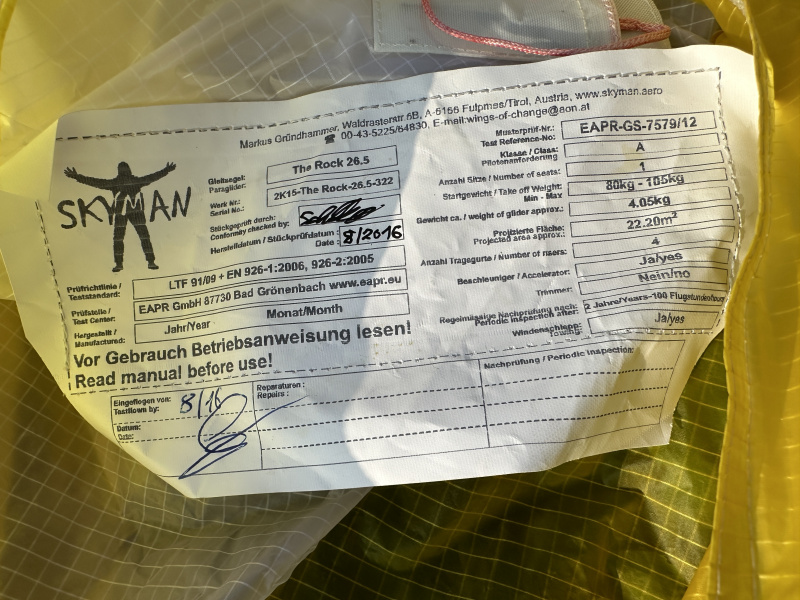 Markus Gründhammer, Waldrasterstr.6B, A-6166 Fulpmes/Tirol, Austria, www.skyman.aero
☎ 00-43-5225/64830, E-mail:wings-of-change@aon.at
SKYMAN
Gleitsegel:
Paraglider:
The Rock 26.5
Werk Nr.:
Serial No.:
2K15-The Rock-26.5-322
Stückgeprüft durch:
Conformity checked by:
Herstelldatum / Stückprüfdatum :
Date :
8/2016
Prüfrichtlinie /
Teststandard:
LTF 91/09 + EN 926-1:2006, 926-2:2005
Prüfstelle /
Test Center:
EAPR GmbH 87730 Bad Grönenbach www.eapr.eu
Hergestellt /
Manufactured:
Jahr/Year Monat/Month
Vor Gebrauch Betriebsanweisung lesen!
Read manual before use!
Musterprüf-Nr.:
Test Reference-No.:
EAPR-GS-7579/12
Klasse / Class:
Pilotenanforderung
A
Anzahl Sitze / Number of seats:
1
Startgewicht / Take off Weight:
Min - Max
80kg - 105kg
Gewicht ca. / weight of glider approx.:
4.05kg
Projizierte Fläche:
Projected area approx.:
22.20m²
Anzahl Tragegurte / Number of risers:
4
Beschleuniger / Accelerator:
Ja/yes
Trimmer:
Nein/no
Regelmässige Nachprüfung nach:
Periodic inspection after:
2 Jahre/Years-100 Flugstunden/hours
Windenschlepp:
Towing:
Ja/yes
Eingeflogen von:
Testflown by:
8/16
Datum:
Date:
Reparaturen :
Repairs :
Nachprüfung / Periodic Inspection: